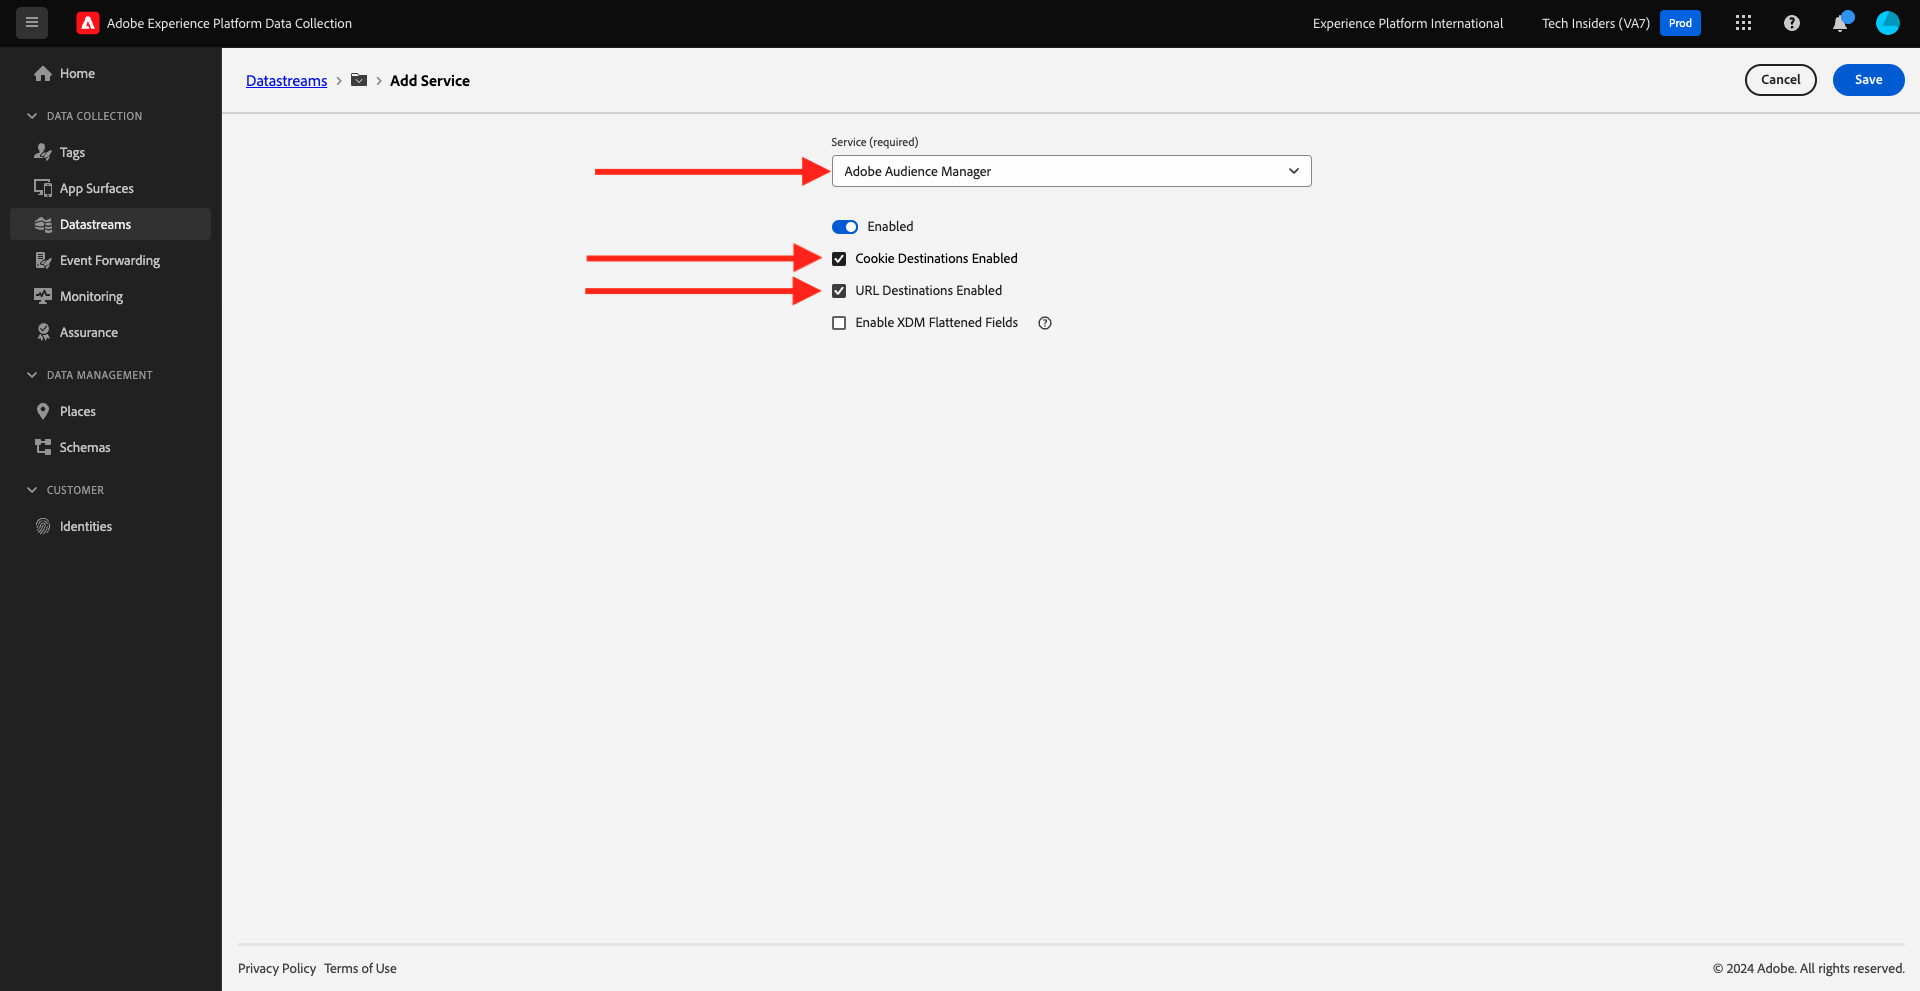 Adobe Experience Platform Data Collection
Experience Platform International
Tech Insiders (VA7)
Prod
Home
DATA COLLECTION
Tags
App Surfaces
Datastreams
Event Forwarding
Monitoring
Assurance
DATA MANAGEMENT
Places
Schemas
CUSTOMER
Identities
Datastreams > > Add Service
Cancel
Save
Service (required)
Adobe Audience Manager
Enabled
Cookie Destinations Enabled
URL Destinations Enabled
Enable XDM Flattened Fields
Privacy Policy Terms of Use
© 2024 Adobe. All rights reserved.